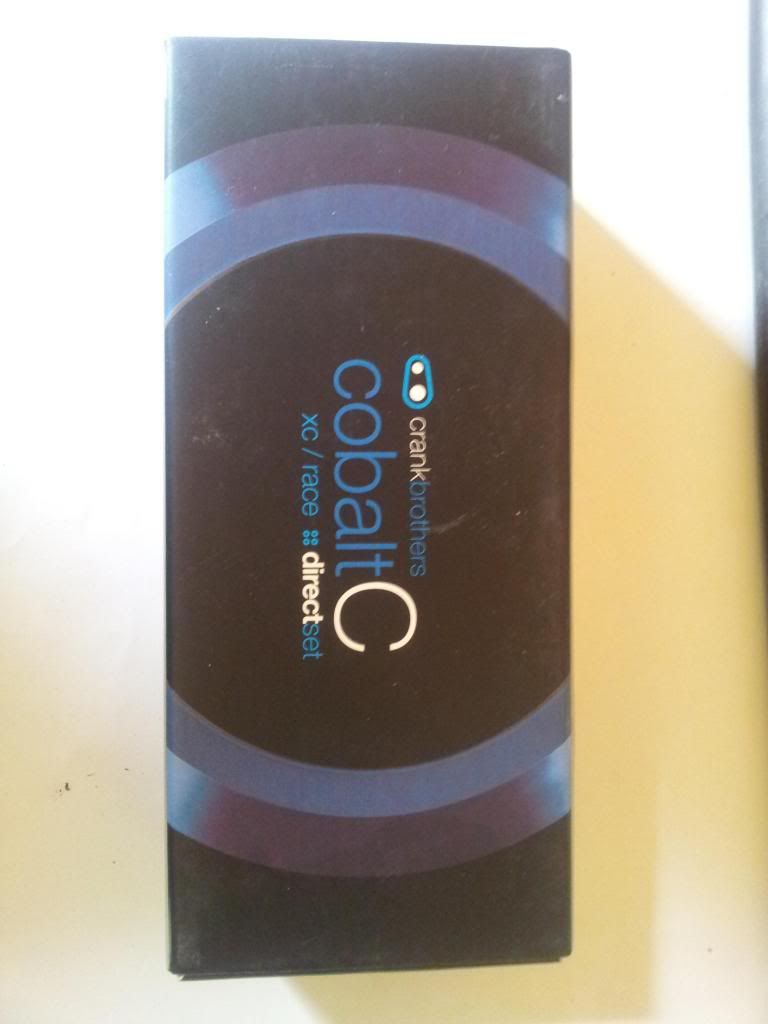 crankbrothers
cobaltC
xc / race directset